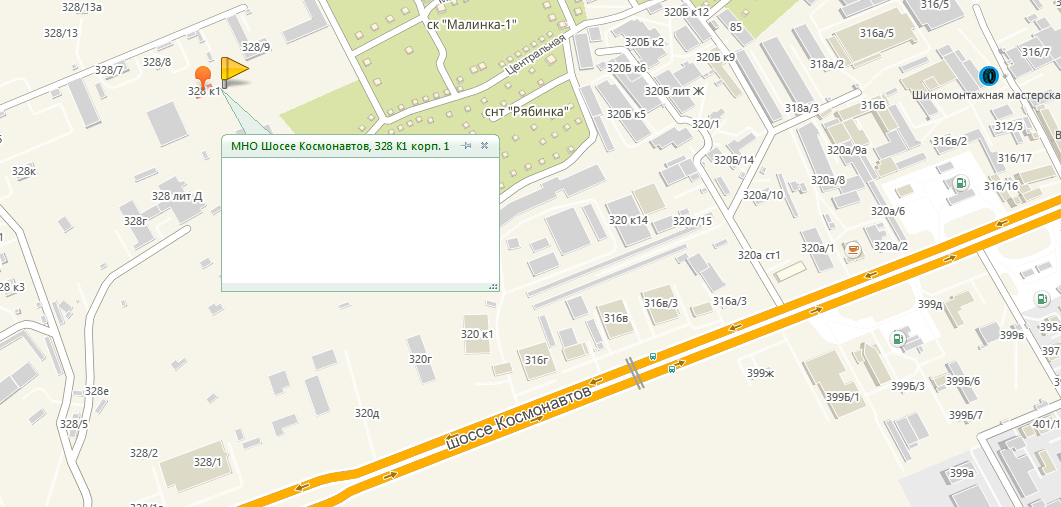 328/13а
328/13
328/9
328/8
328/7
328 к1
ск "Малинка-1"
Центральная
снт "Рябинка"
МНО Шосее Космонавтов, 328 К1 корп. 1
320Б к12
85
320Б к2
320Б к9
320Б к6
320Б лит Ж
320Б к5
320/1
316/5
316а/5
318а/2
316/7
Шиномонтажная мастерска
318а/3
316Б
312/3
316в/2
316/17
316/16
320а/9а
320Б/14
320а/8
320а/10
320а/6
320 к14
320г/15
320а/1
320а/2
320а ст1
328к
328 лит Д
328г
28 к3
316в/3
316а/3
316в
399д
399в
397
320 к1
320г
316г
399ж
399Б/3
399Б/6
399Б/1
399Б/7
401/1
399а
328е
320д
328/5
328/2
328/1
шоссе Космонавтов